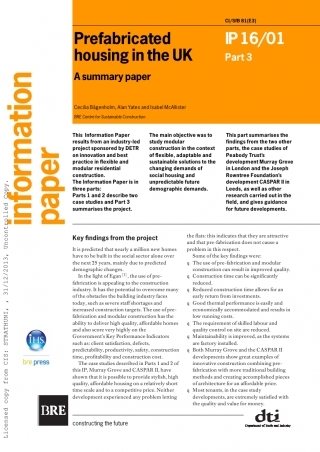 CI/SfB 81(E3)
Prefabricated
housing in the UK
A summary paper
IP 16/01
Part 3
Cecilia Bågenholm, Alan Yates and Isabel McAllister
BRE Centre for Sustainable Construction
information
paper
This Information Paper
results from an industry-led
project sponsored by DETR
on innovation and best
practice in flexible and
modular residential
construction.
The Information Paper is in
three parts:
Parts 1 and 2 describe two
case studies and Part 3
summarises the project.
The main objective was to
study modular
construction in the context
of flexible, adaptable and
sustainable solutions to the
changing demands of
social housing and
unpredictable future
demographic demands.
This part summarises the
findings from the two other
parts, the case studies of
Peabody Trust's
development Murray Grove
in London and the Joseph
Rowntree Foundation's
development CASPAR II in
Leeds, as well as other
research carried out in the
field, and gives guidance
for future developments.
Key findings from the project
It is predicted that nearly a million new homes
have to be built in the social sector alone over
the next 25 years, mainly due to predicted
demographic changes.
In the light of Egan [1], the use of pre-
fabrication is appealing to the construction
industry. It has the potential to overcome many
of the obstacles the building industry faces
today, such as severe staff shortages and
increased construction targets. The use of pre-
fabrication and modular construction has the
ability to deliver high quality, affordable homes
and also score very highly on the
Government's Key Performance Indicators
such as client satisfaction, defects,
predictability, productivity, safety, construction
time, profitability and construction cost.
The case studies described in Parts 1 and 2 of
this IP, Murray Grove and CASPAR II, have
shown that it is possible to provide stylish, high
quality, affordable housing on a relatively short
time scale and to a competitive price. Neither
development experienced any problem letting
the flats: this indicates that they are attractive
and that pre-fabrication does not cause a
problem in this respect.
Some of the key findings were:
● The use of pre-fabrication and modular
construction can result in improved quality.
● Construction time can be significantly
reduced.
● Reduced construction time allows for an
early return from investments.
● Good thermal performance is easily and
economically accommodated and results in
low running costs.
● The requirement of skilled labour and
quality control on site are reduced.
● Maintainability is improved, as the systems
are factory installed.
● Both Murray Grove and the CASPAR II
developments show great examples of
innovative construction combining pre-
fabrication with more traditional building
methods and creating accomplished pieces
of architecture for an affordable price.
● Most tenants, in the case study
developments, are extremely satisfied with
the quality and value for money.
IHS
bre press
BRE
constructing the future
dti
Department of Trade and Industry
Licensed copy from CIS: STRATHUNI, , 31/12/2013, Uncontrolled Copy.